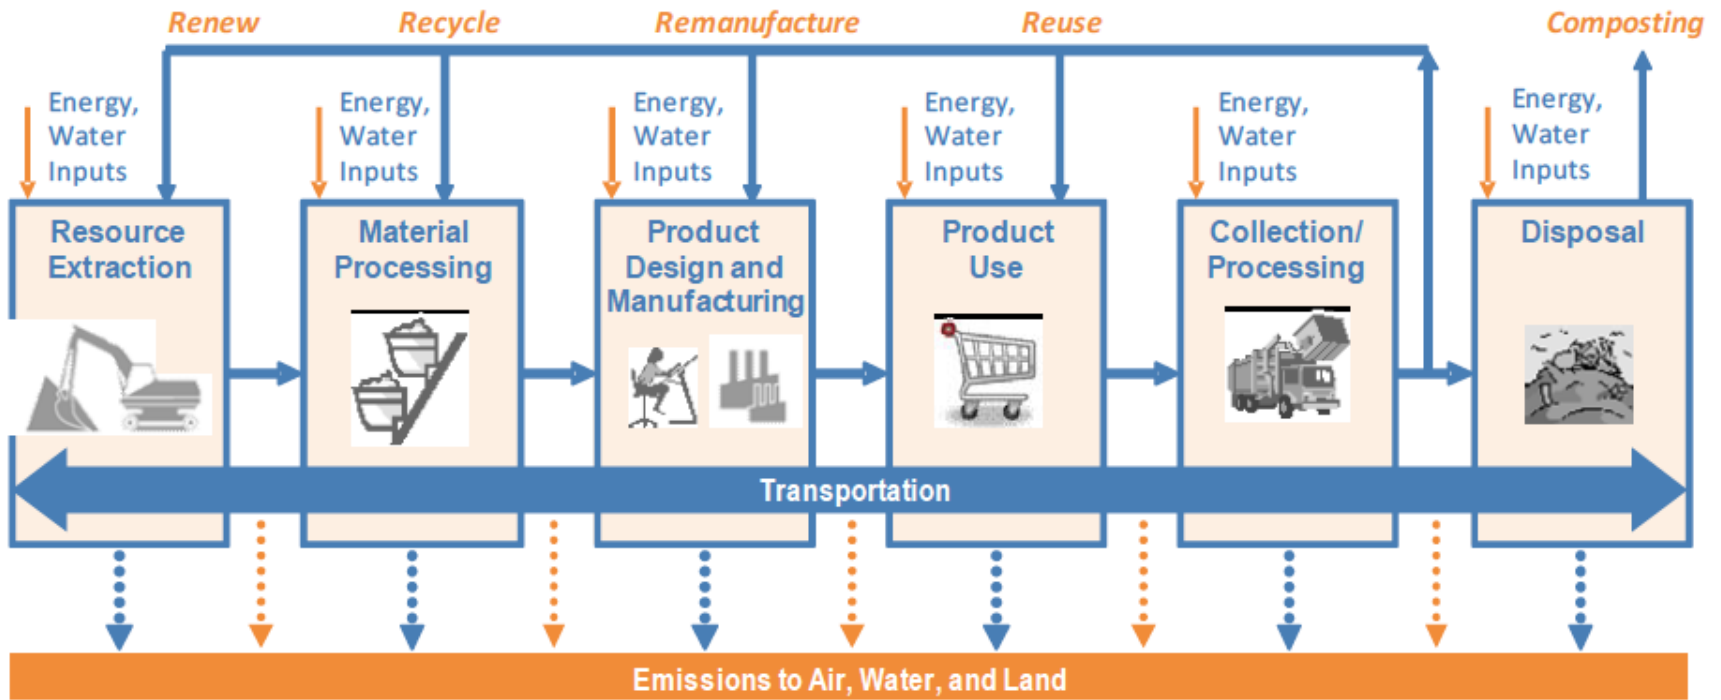 Renew
Recycle
Remanufacture
Reuse
Composting
Energy,
Water
Inputs
Energy,
Water
Inputs
Energy,
Water
Inputs
Energy,
Water
Inputs
Energy,
Water
Inputs
Energy,
Water
Inputs
Resource
Extraction
Material
Processing
Product
Design and
Manufacturing
Product
Use
Collection/
Processing
Disposal
Transportation
Emissions to Air, Water, and Land